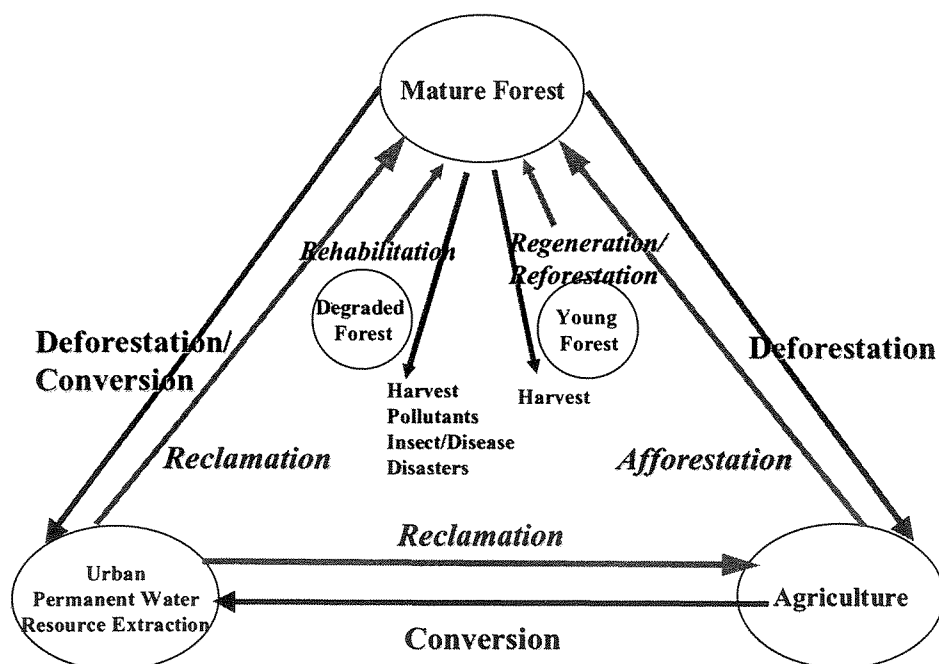 Mature Forest
Rehabilitation
Regeneration/
Reforestation
Degraded
Forest
Young
Forest
Deforestation/
Conversion
Deforestation
Harvest
Pollutants
Insect/Disease
Disasters
Harvest
Reclamation
Afforestation
Reclamation
Urban
Permanent Water
Resource Extraction
Agriculture
Conversion